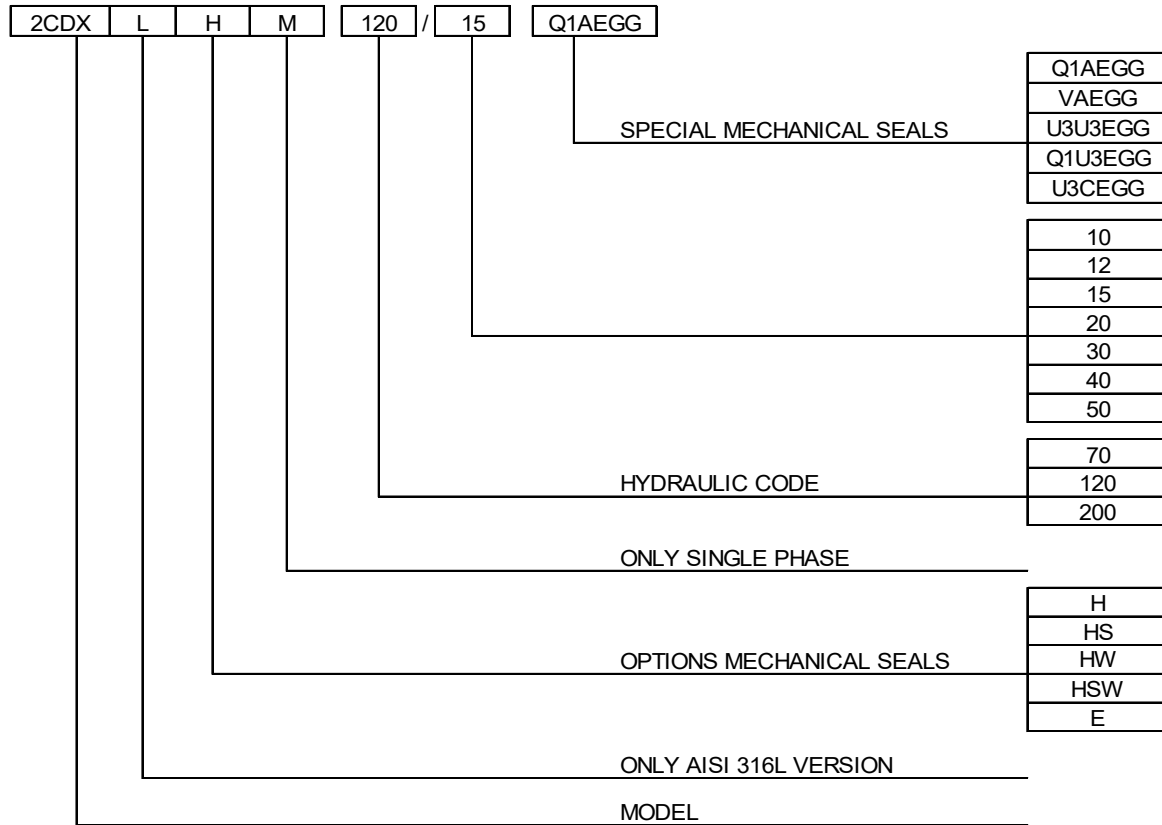 2CDX L H M 120 / 15 Q1AEGG
Q1AEGG
VAEGG
SPECIAL MECHANICAL SEALS U3U3EGG
Q1U3EGG
U3CEGG
10
12
15
20
30
40
50
70
HYDRAULIC CODE 120
200
ONLY SINGLE PHASE
H
HS
OPTIONS MECHANICAL SEALS HW
HSW
E
ONLY AISI 316L VERSION
MODEL